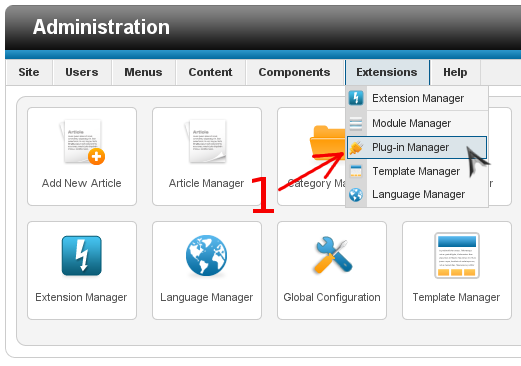 Administration
Site Users Menus Content Components Extensions Help
Extension Manager
Module Manager
Plug-in Manager
Template Manager
Language Manager
1
Article
Article
Add New Article Article Manager Category Ma
Extension Manager Language Manager Global Configuration Template Manager